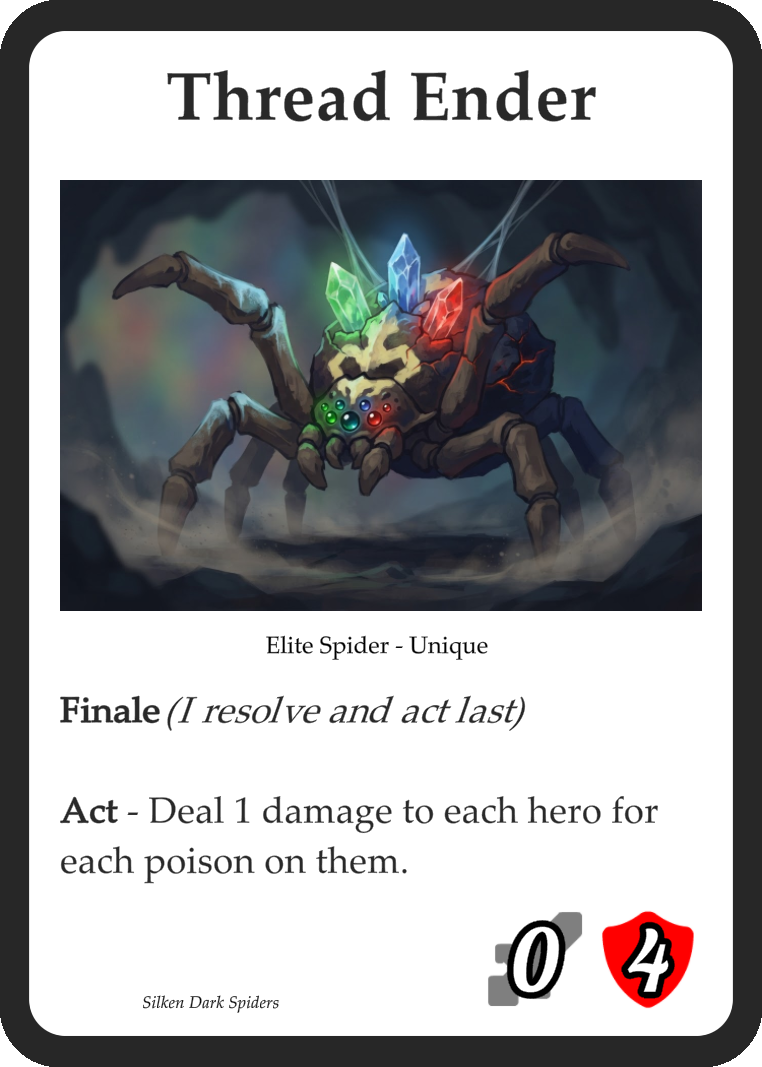 Thread Ender
Elite Spider - Unique
Finale (I resolve and act last)
Act - Deal 1 damage to each hero for
each poison on them.
0 4
Silken Dark Spiders